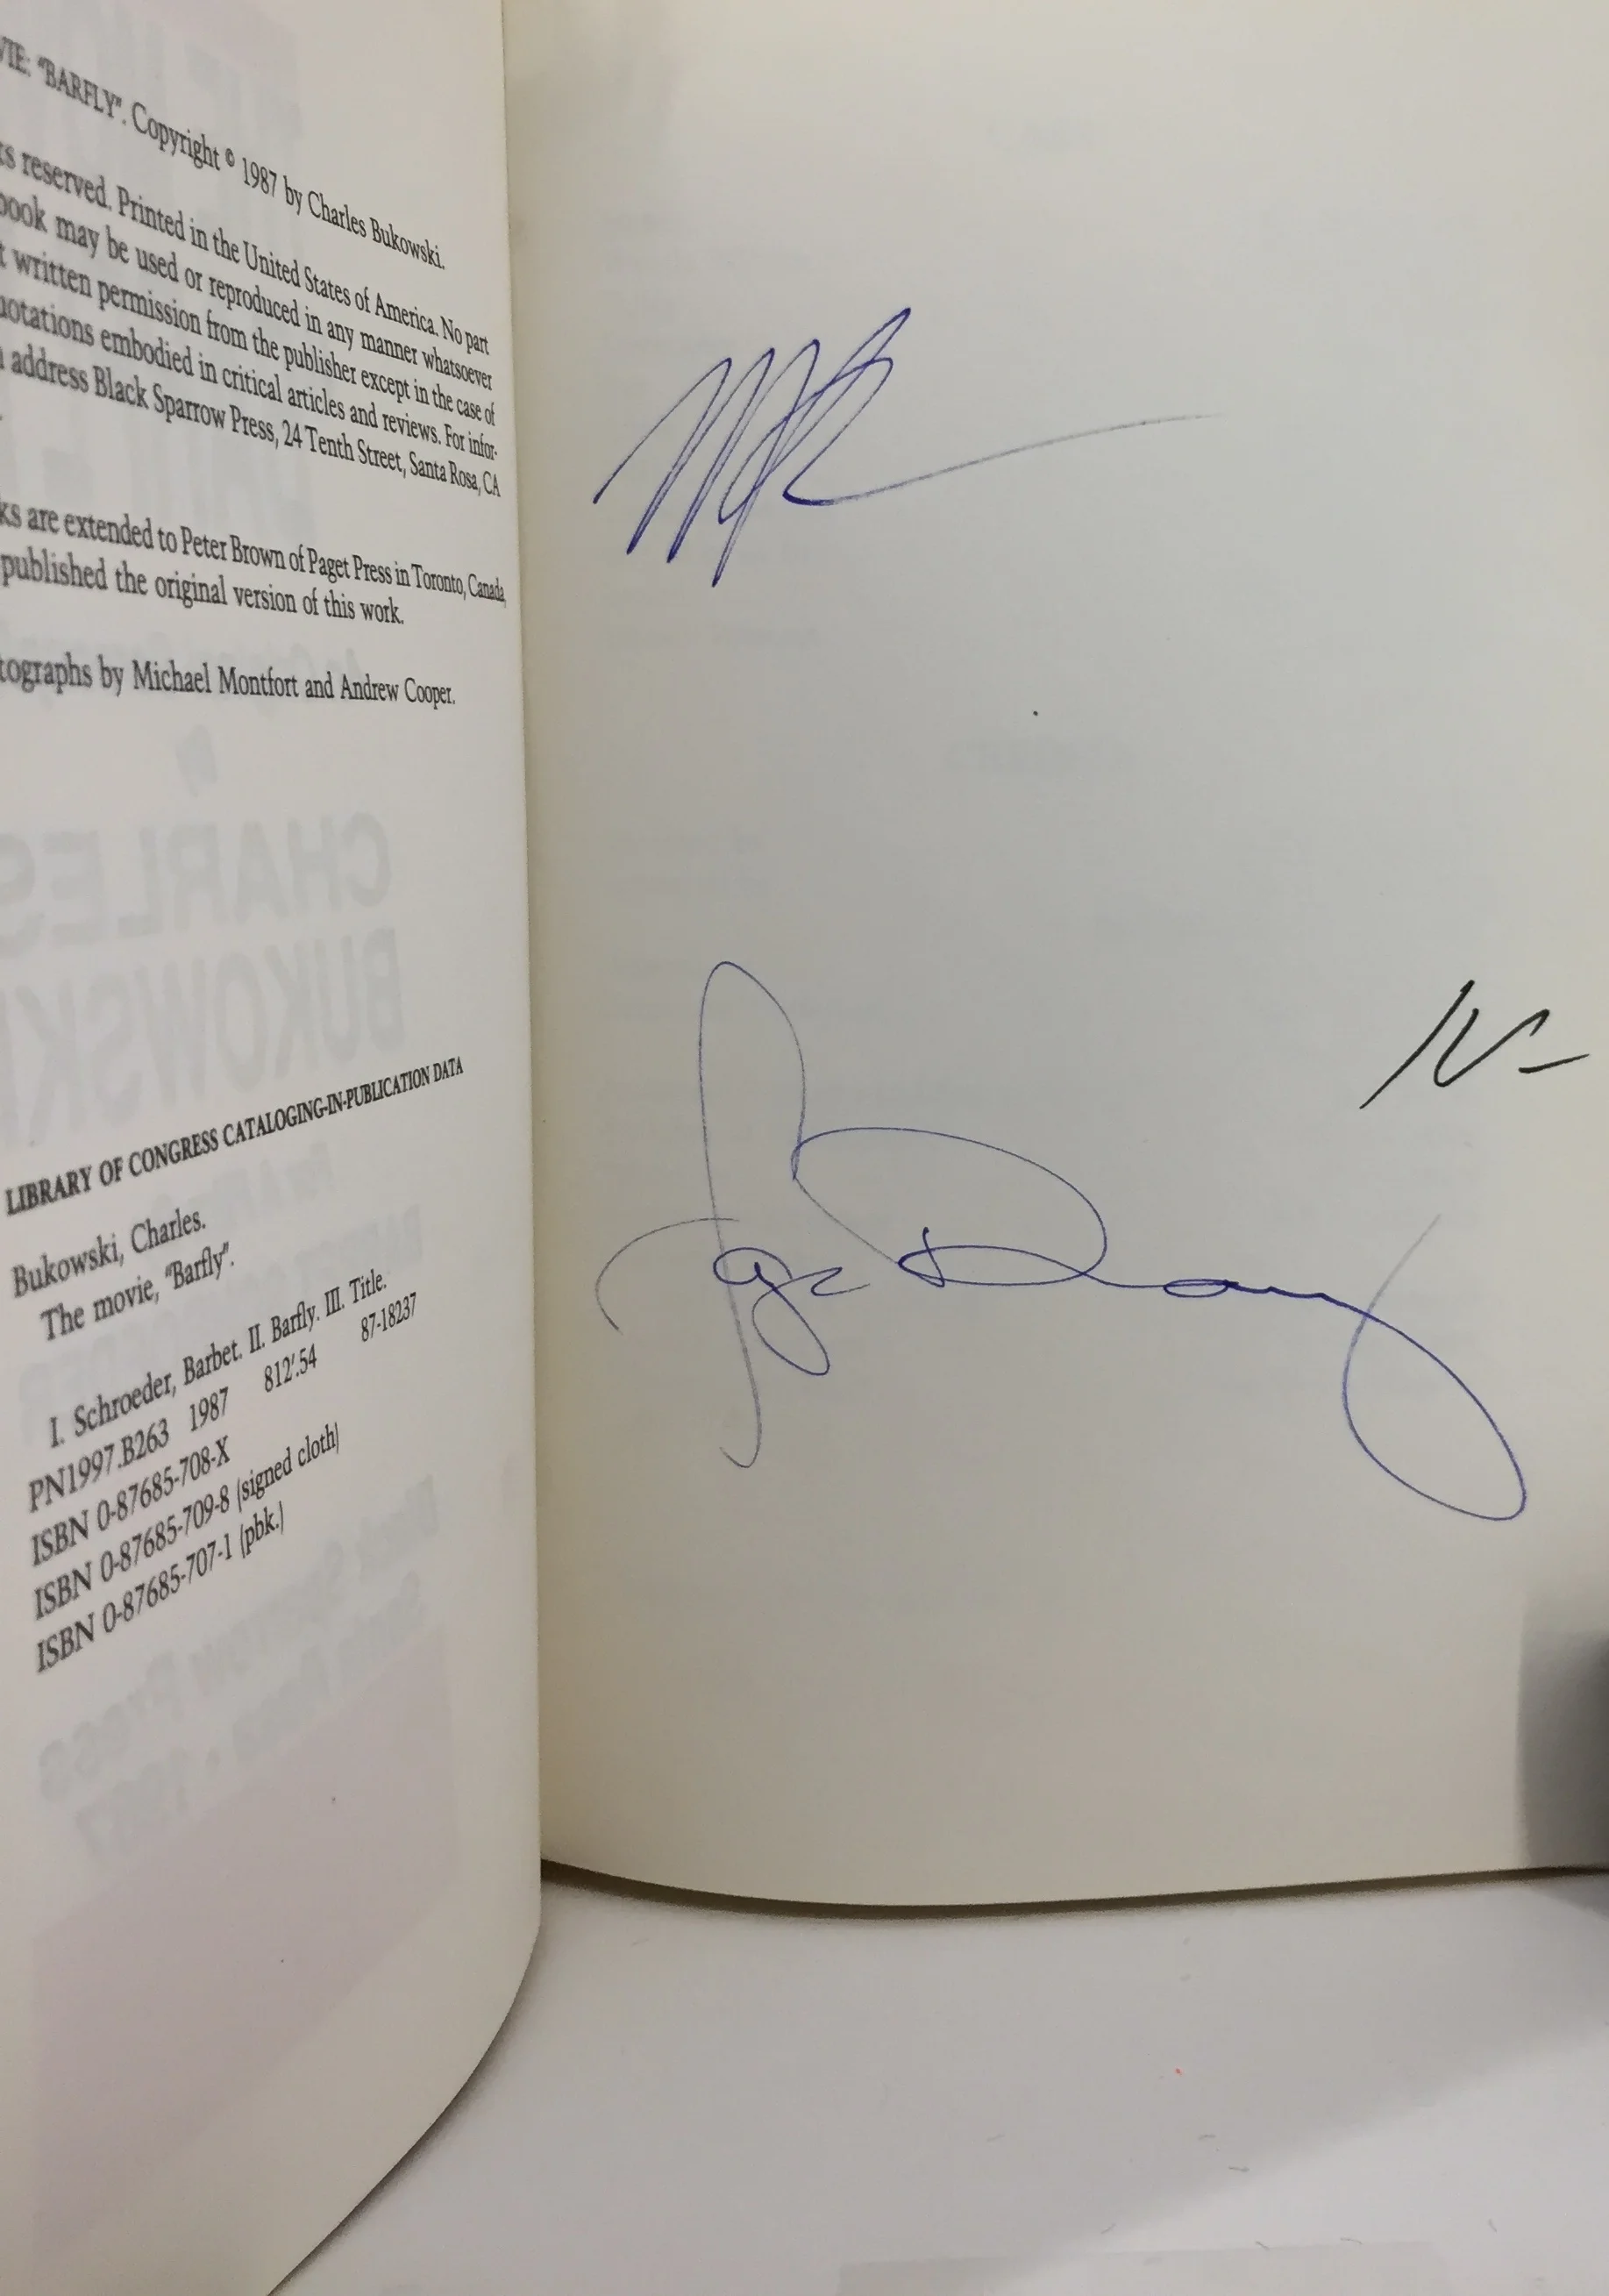 VIE: "BARFLY". Copyright © 1987 by Charles Bukowski.
reserved. Printed in the United States of America. No part
book may be used or reproduced in any manner whatsoever
written permission from the publisher except in the case of
embodied in critical articles and reviews. For infor-
address Black Sparrow Press, 24 Tenth Street, Santa Rosa, CA
are extended to Peter Brown of Paget Press in Toronto, Canada,
published the original version of this work.
by Michael Montfort and Andrew Cooper.
LIBRARY OF CONGRESS CATALOGING-IN-PUBLICATION DATA
Bukowski, Charles.
The movie, "Barfly".
I. Schroeder, Barbet. II. Barfly. III. Title.
PN1997.B263 1987 812'.54 87-18237
ISBN 0-87685-708-X
ISBN 0-87685-709-8 (signed cloth)
ISBN 0-87685-707-1 (pbk.)